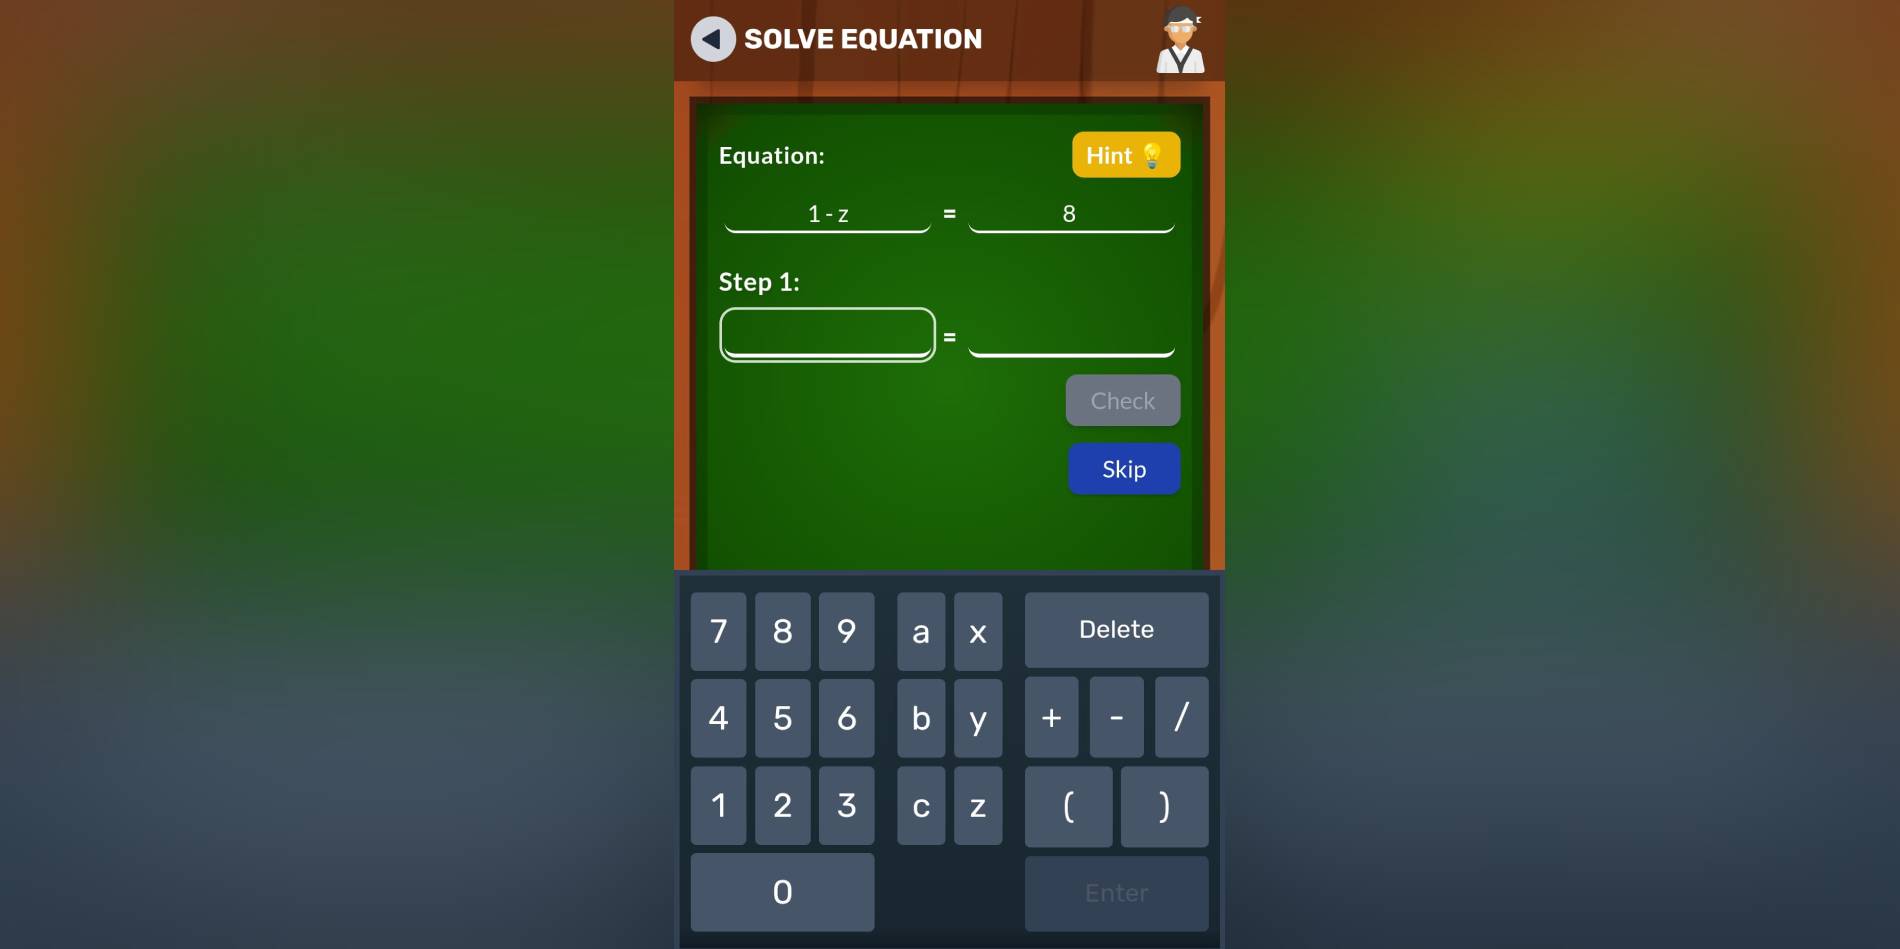 SOLVE EQUATION
Equation:
Hint
1 - z = 8
Step 1:
=
Check
Skip
7 8 9 a x Delete
4 5 6 b y + - /
1 2 3 c z ( )
0 Enter